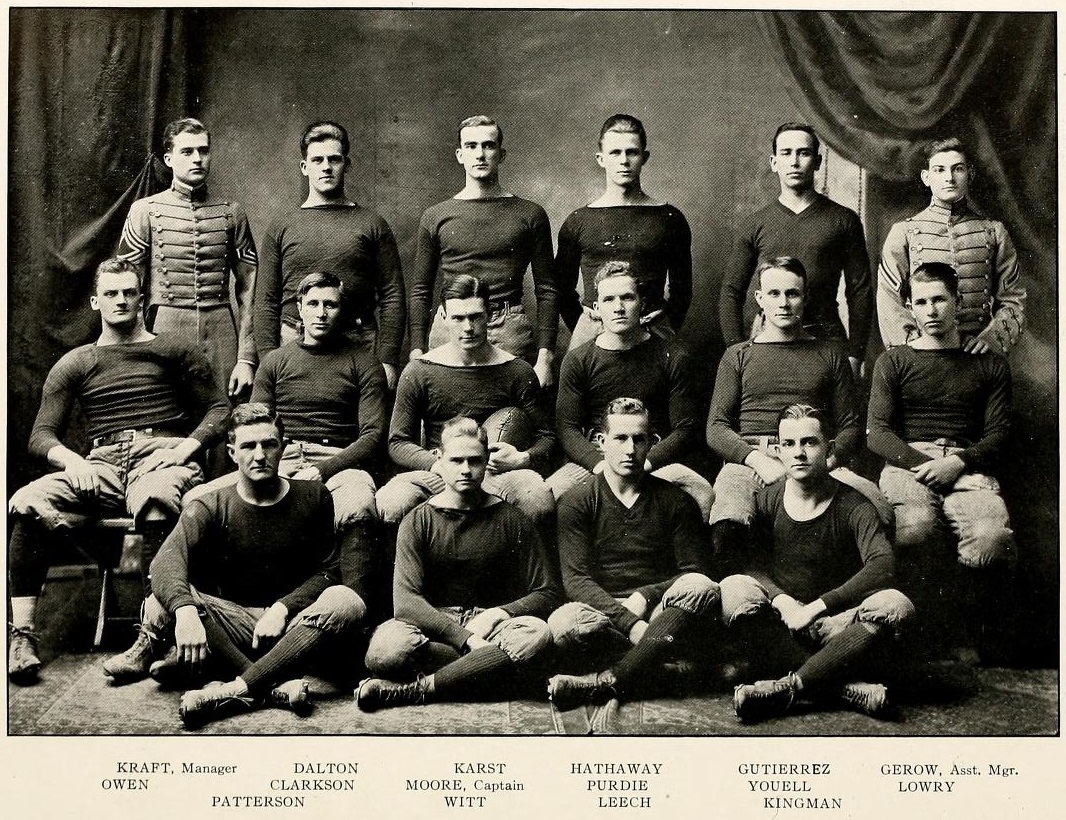 KRAFT, Manager DALTON KARST HATHAWAY GUTIERREZ GEROW, Asst. Mgr.
OWEN CLARKSON MOORE, Captain PURDIE YOUELL LOWRY
PATTERSON WITT LEECH KINGMAN